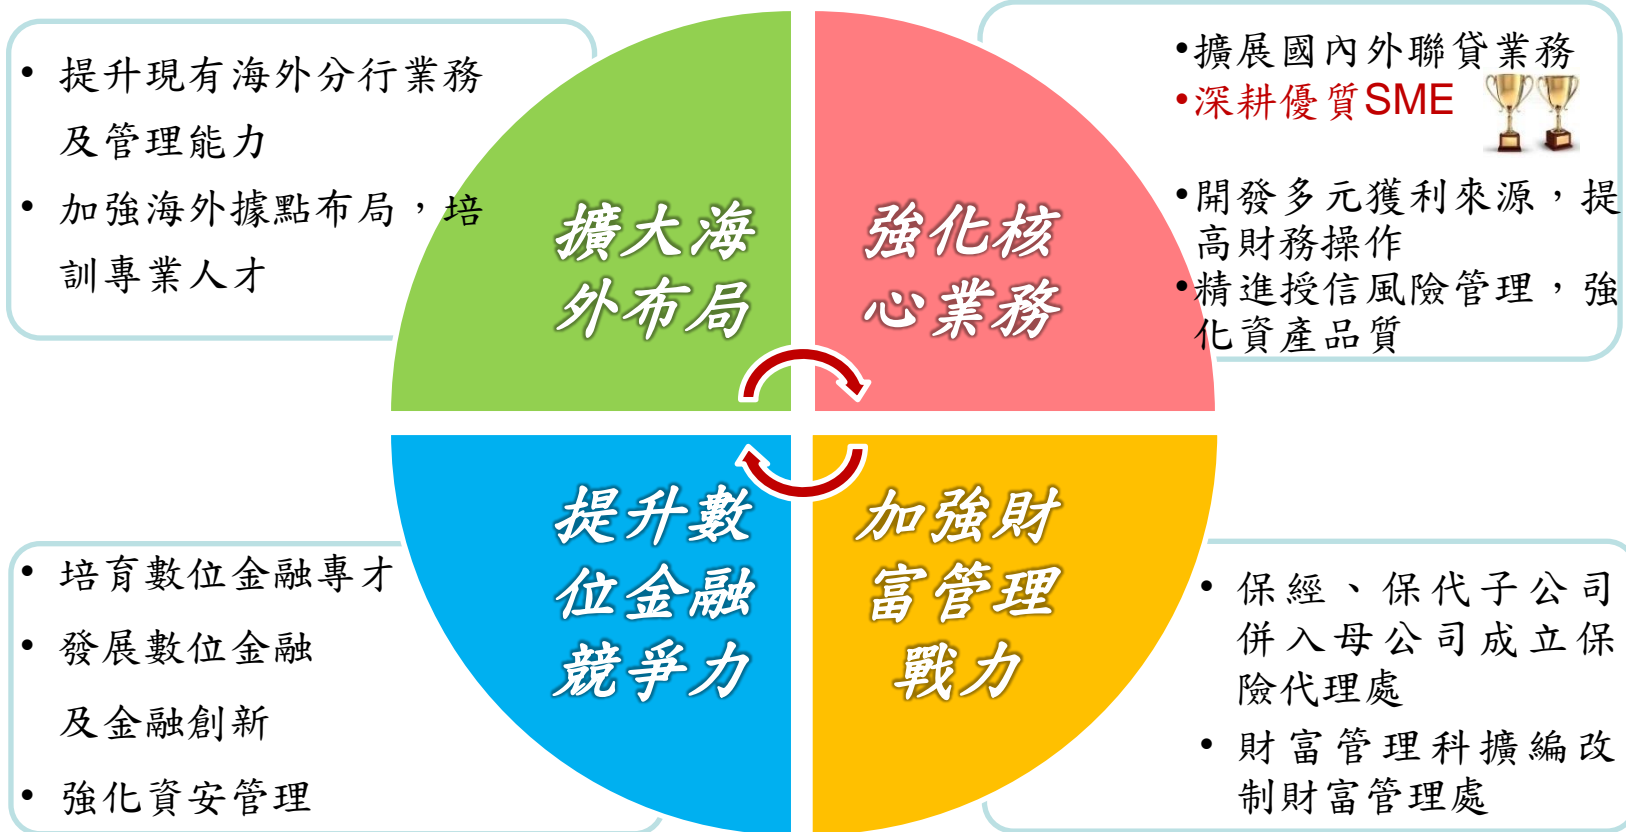 • 提升現有海外分行業務
及管理能力
• 加強海外據點布局，培
訓專業人才
擴大海
外布局
強化核
心業務
•擴展國內外聯貸業務
•深耕優質SME
•開發多元獲利來源，提
高財務操作
•精進授信風險管理，強
化資產品質
提升數
位金融
競爭力
加強財
富管理
戰力
• 培育數位金融專才
• 發展數位金融
及金融創新
• 強化資安管理
• 保經、保代子公司
併入母公司成立保
險代理處
• 財富管理科擴編改
制財富管理處